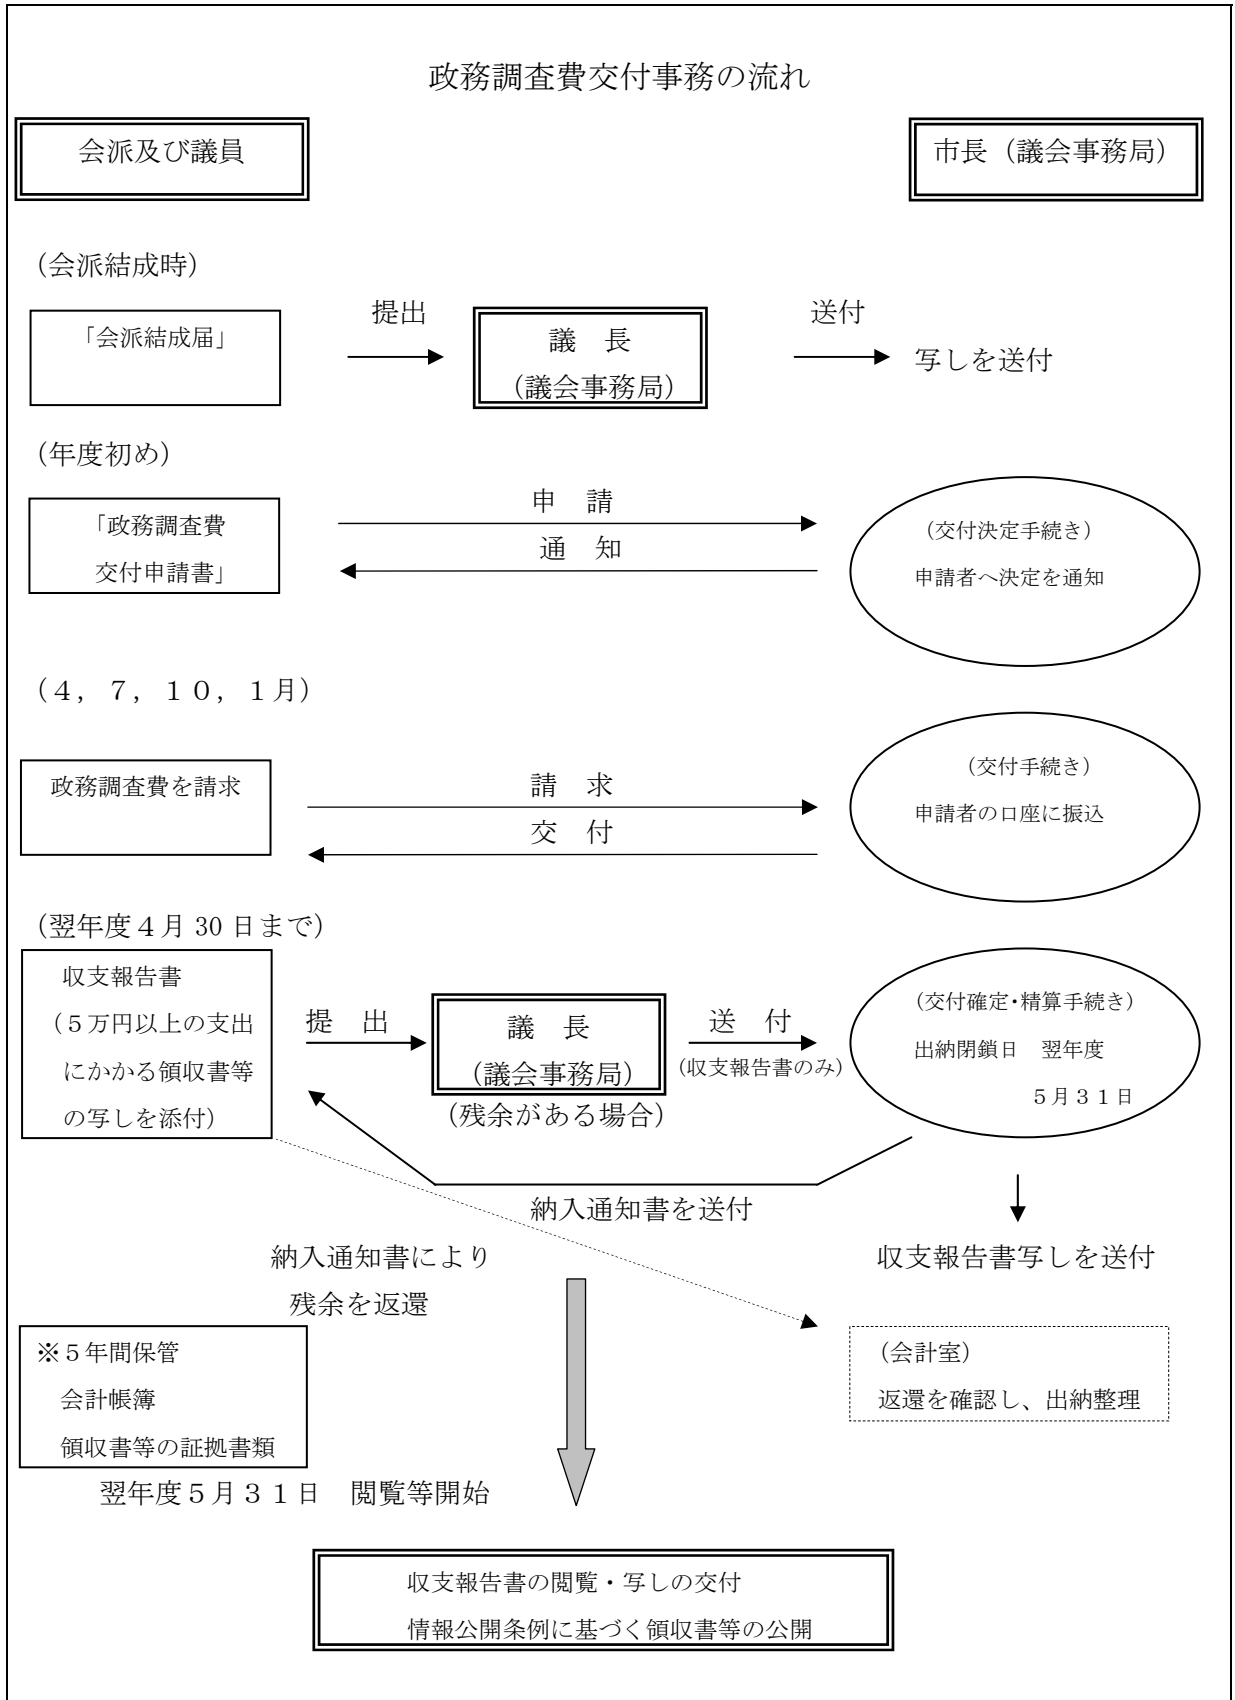 政務調査費交付事務の流れ
会派及び議員
市長（議会事務局）
（会派結成時）
「会派結成届」
提出
議　長
（議会事務局）
送付
写しを送付
（年度初め）
「政務調査費
交付申請書」
申　請
通　知
（交付決定手続き）
申請者へ決定を通知
（４，７，１０，１月）
政務調査費を請求
請　求
交　付
（交付手続き）
申請者の口座に振込
（翌年度４月 30 日まで）
収支報告書
（５万円以上の支出
にかかる領収書等
の写しを添付）
提　出
議　長
（議会事務局）
（残余がある場合）
送　付
（収支報告書のみ）
（交付確定・精算手続き）
出納閉鎖日　翌年度
５月３１日
納入通知書を送付
納入通知書により
残余を返還
収支報告書写しを送付
※５年間保管
会計帳簿
領収書等の証拠書類
（会計室）
返還を確認し、出納整理
翌年度５月３１日　閲覧等開始
収支報告書の閲覧・写しの交付
情報公開条例に基づく領収書等の公開